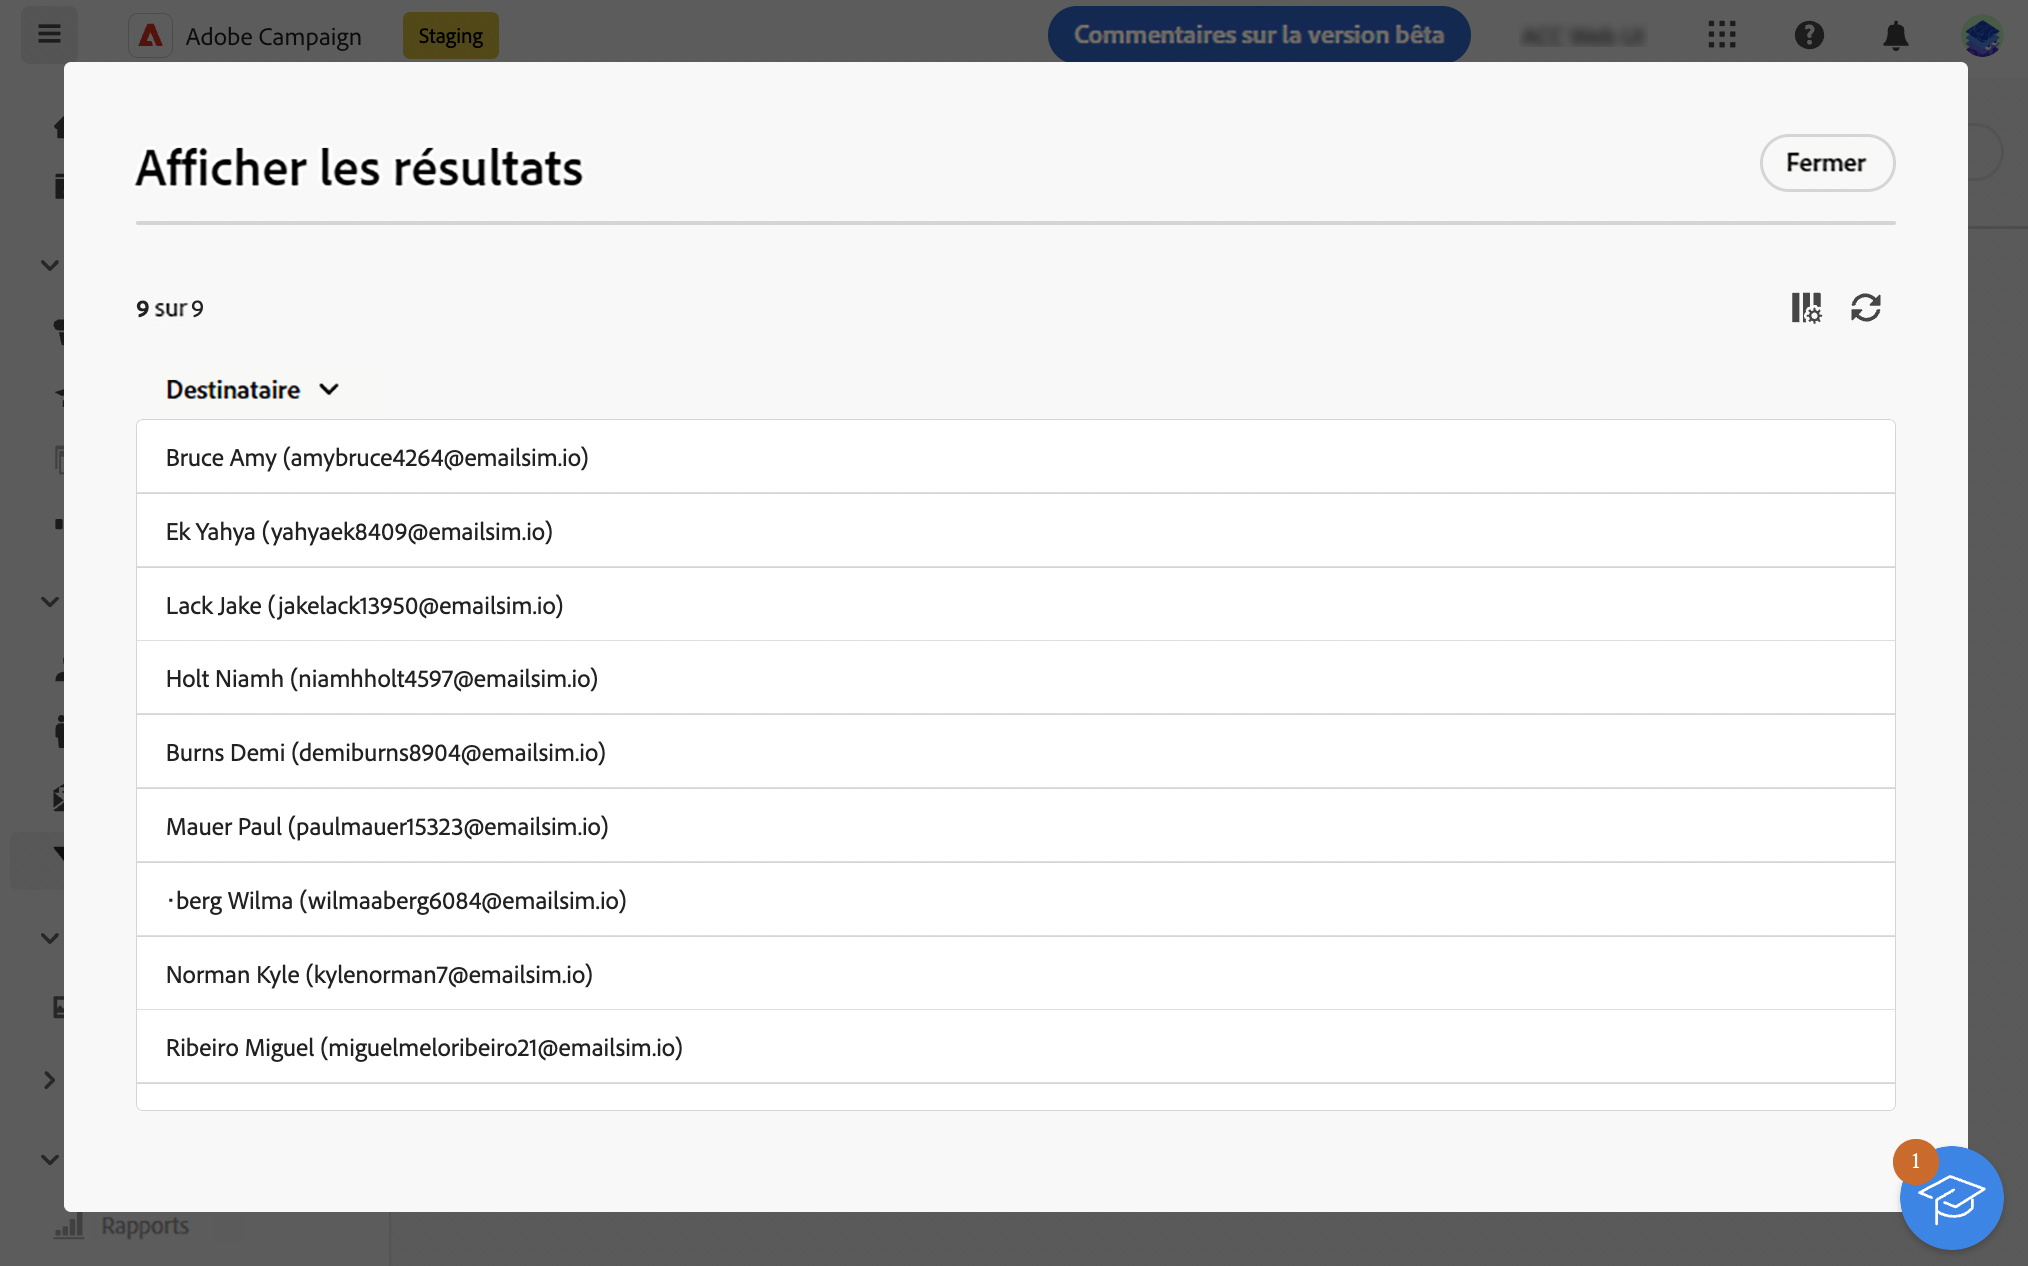 Adobe Campaign
Staging
Commentaires sur la version bêta
Afficher les résultats
Fermer
9 sur 9
Destinataire
Bruce Amy (amybruce4264@emailsim.io)
Ek Yahya (yahyaek8409@emailsim.io)
Lack Jake (jakelack13950@emailsim.io)
Holt Niamh (niamhholt4597@emailsim.io)
Burns Demi (demiburns8904@emailsim.io)
Mauer Paul (paulmauer15323@emailsim.io)
·berg Wilma (wilmaaberg6084@emailsim.io)
Norman Kyle (kylenorman7@emailsim.io)
Ribeiro Miguel (miguelmeloribeiro21@emailsim.io)
1
Rapports